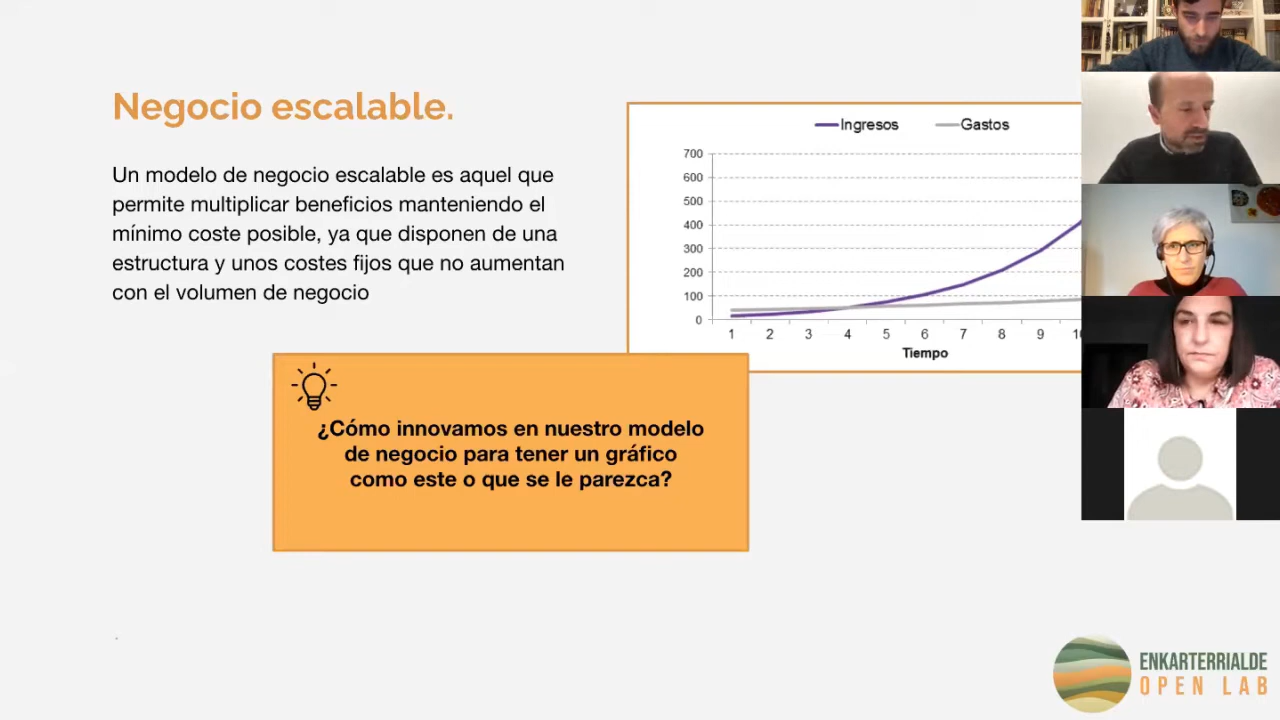 Negocio escalable.
Un modelo de negocio escalable es aquel que
permite multiplicar beneficios manteniendo el
mínimo coste posible, ya que disponen de una
estructura y unos costes fijos que no aumentan
con el volumen de negocio
Ingresos Gastos
700
600
500
400
300
200
100
0
1 2 3 4 5 6 7 8 9
Tiempo
¿Cómo innovamos en nuestro modelo
de negocio para tener un gráfico
como este o que se le parezca?
ENKARTERRIALDE
OPEN LAB